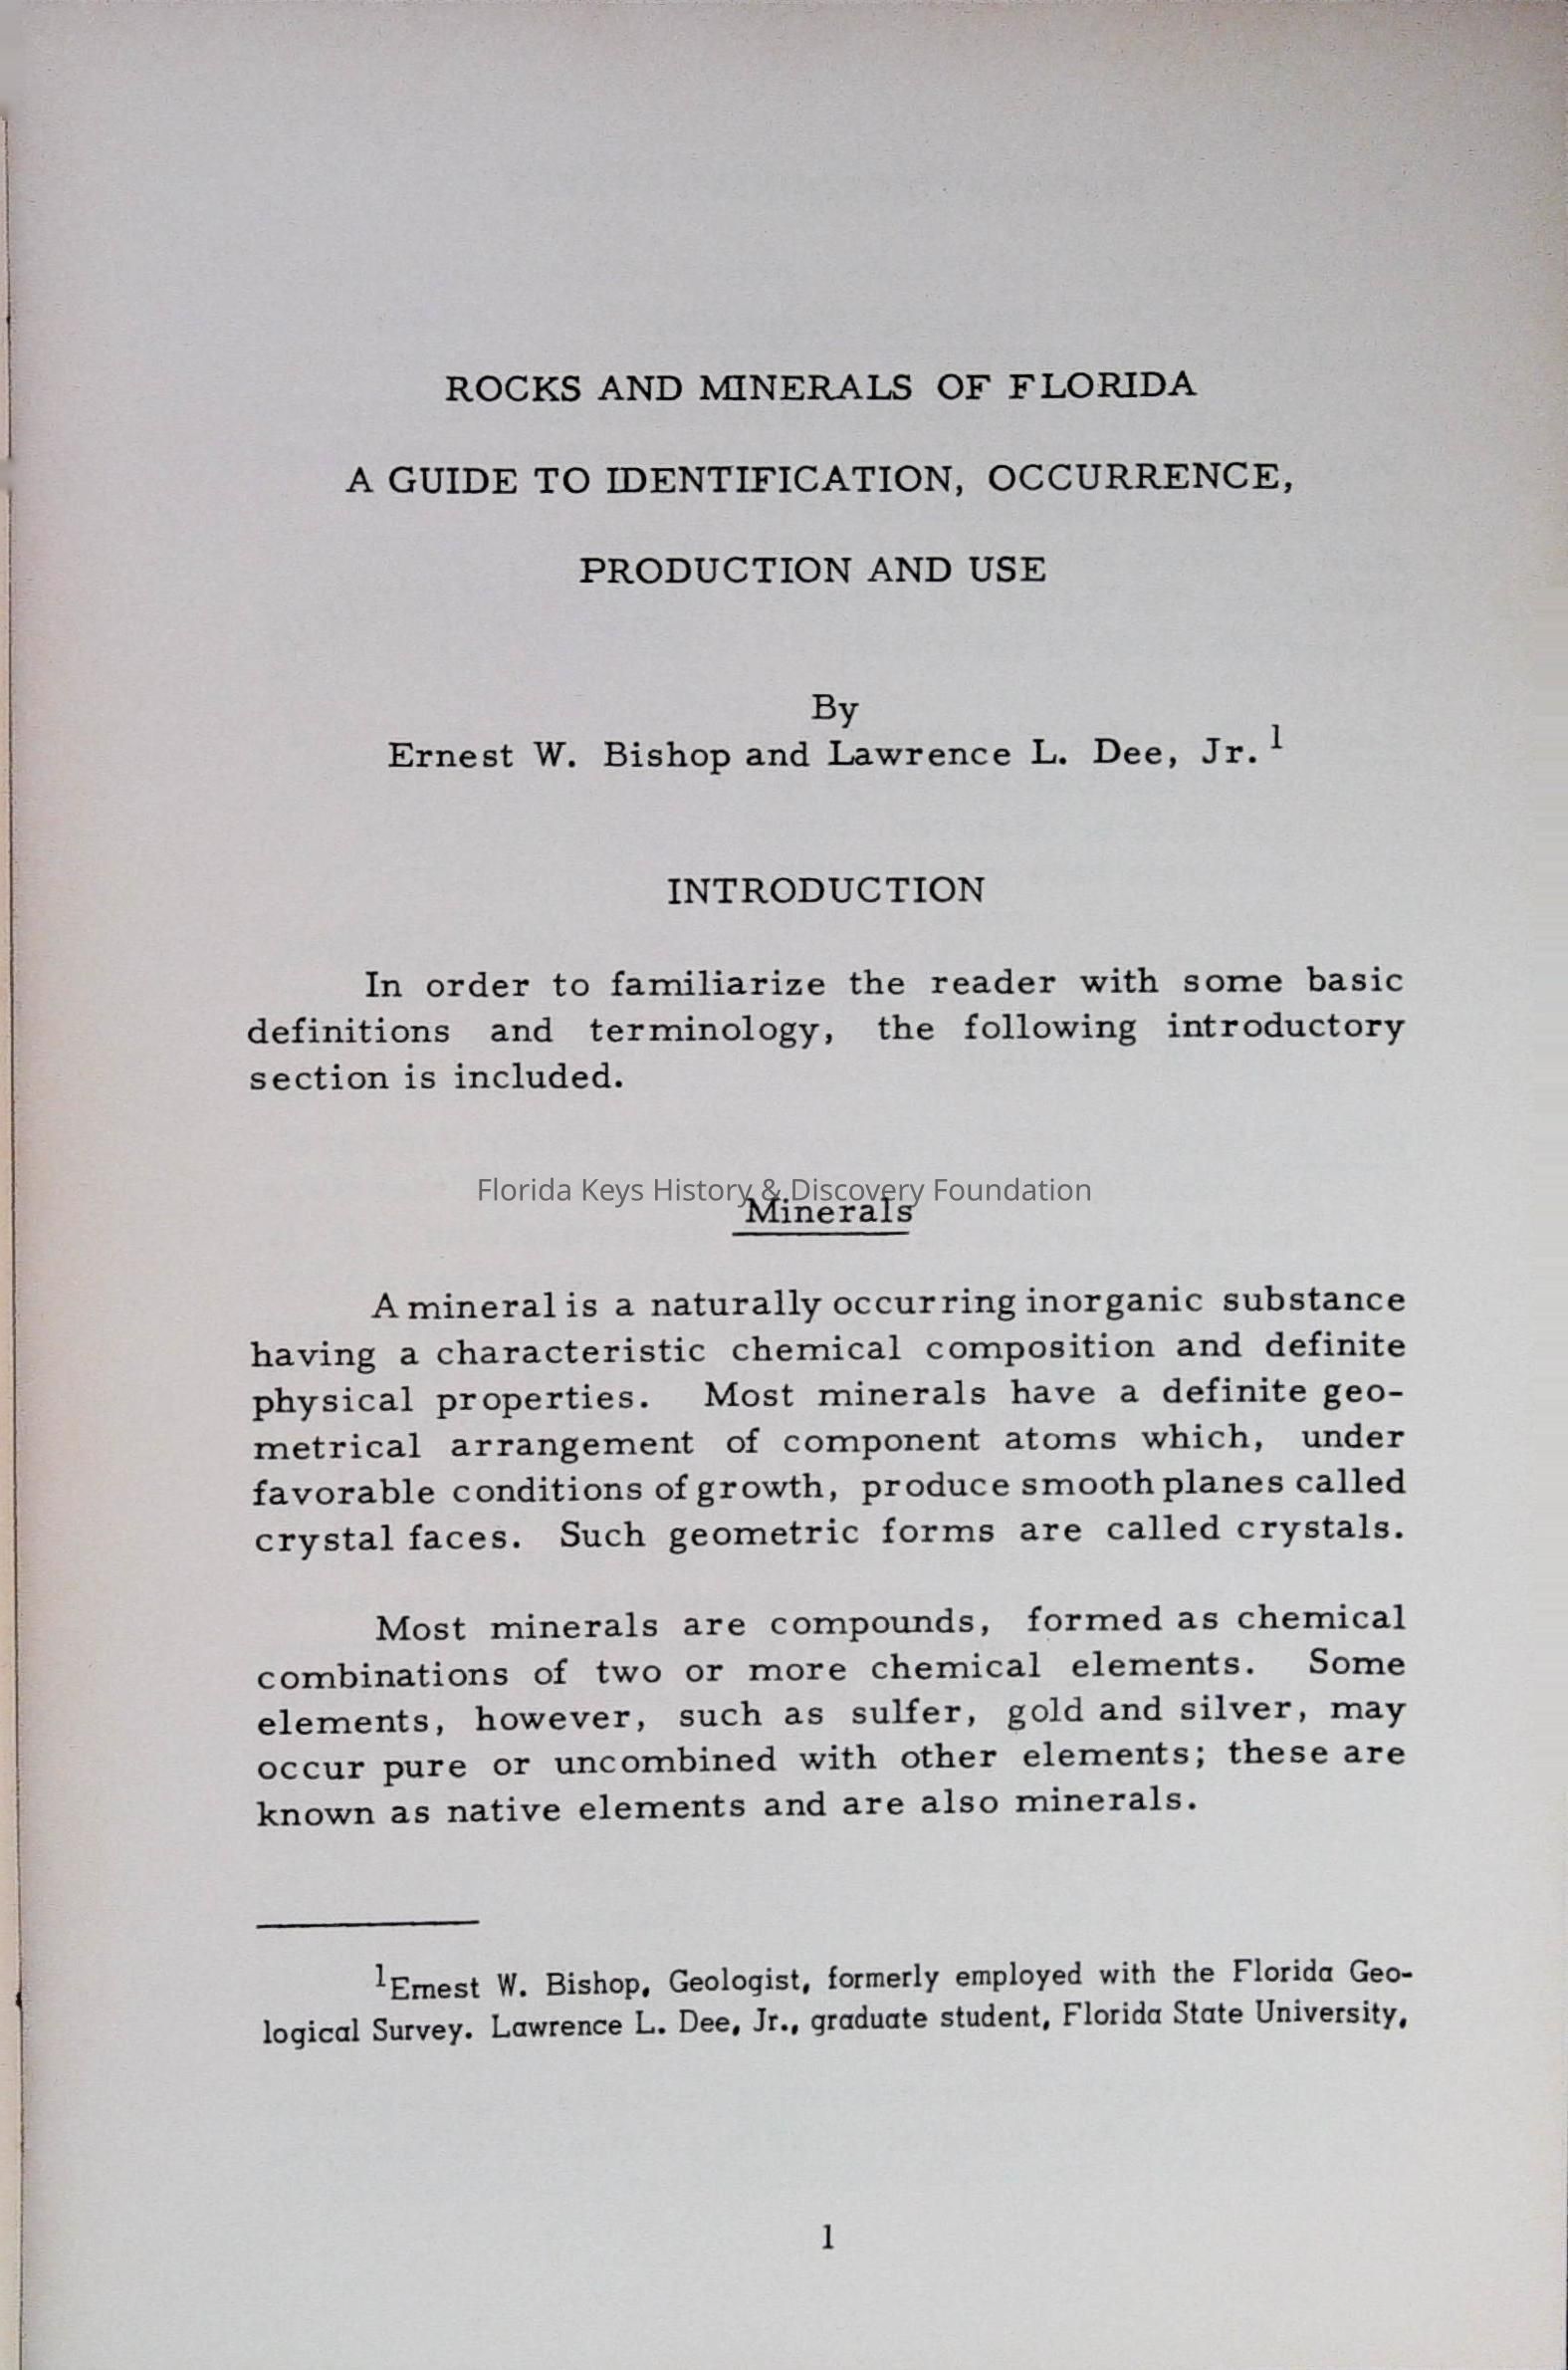 ROCKS AND MINERALS OF FLORIDA
A GUIDE TO IDENTIFICATION, OCCURRENCE,
PRODUCTION AND USE
By
Ernest W. Bishop and Lawrence L. Dee, Jr. 1
INTRODUCTION
In order to familiarize the reader with some basic
definitions and terminology, the following introductory
section is included.
Florida Keys History & Discovery Foundation
Minerals
A mineral is a naturally occurring inorganic substance
having a characteristic chemical composition and definite
physical properties. Most minerals have a definite geo-
metrical arrangement of component atoms which, under
favorable conditions of growth, produce smooth planes called
crystal faces. Such geometric forms are called crystals.
Most minerals are compounds, formed as chemical
combinations of two or more chemical elements. Some
elements, however, such as sulfer, gold and silver, may
occur pure or uncombined with other elements; these are
known as native elements and are also minerals.
1Ernest W. Bishop, Geologist, formerly employed with the Florida Geo-
logical Survey. Lawrence L. Dee, Jr., graduate student, Florida State University,
1